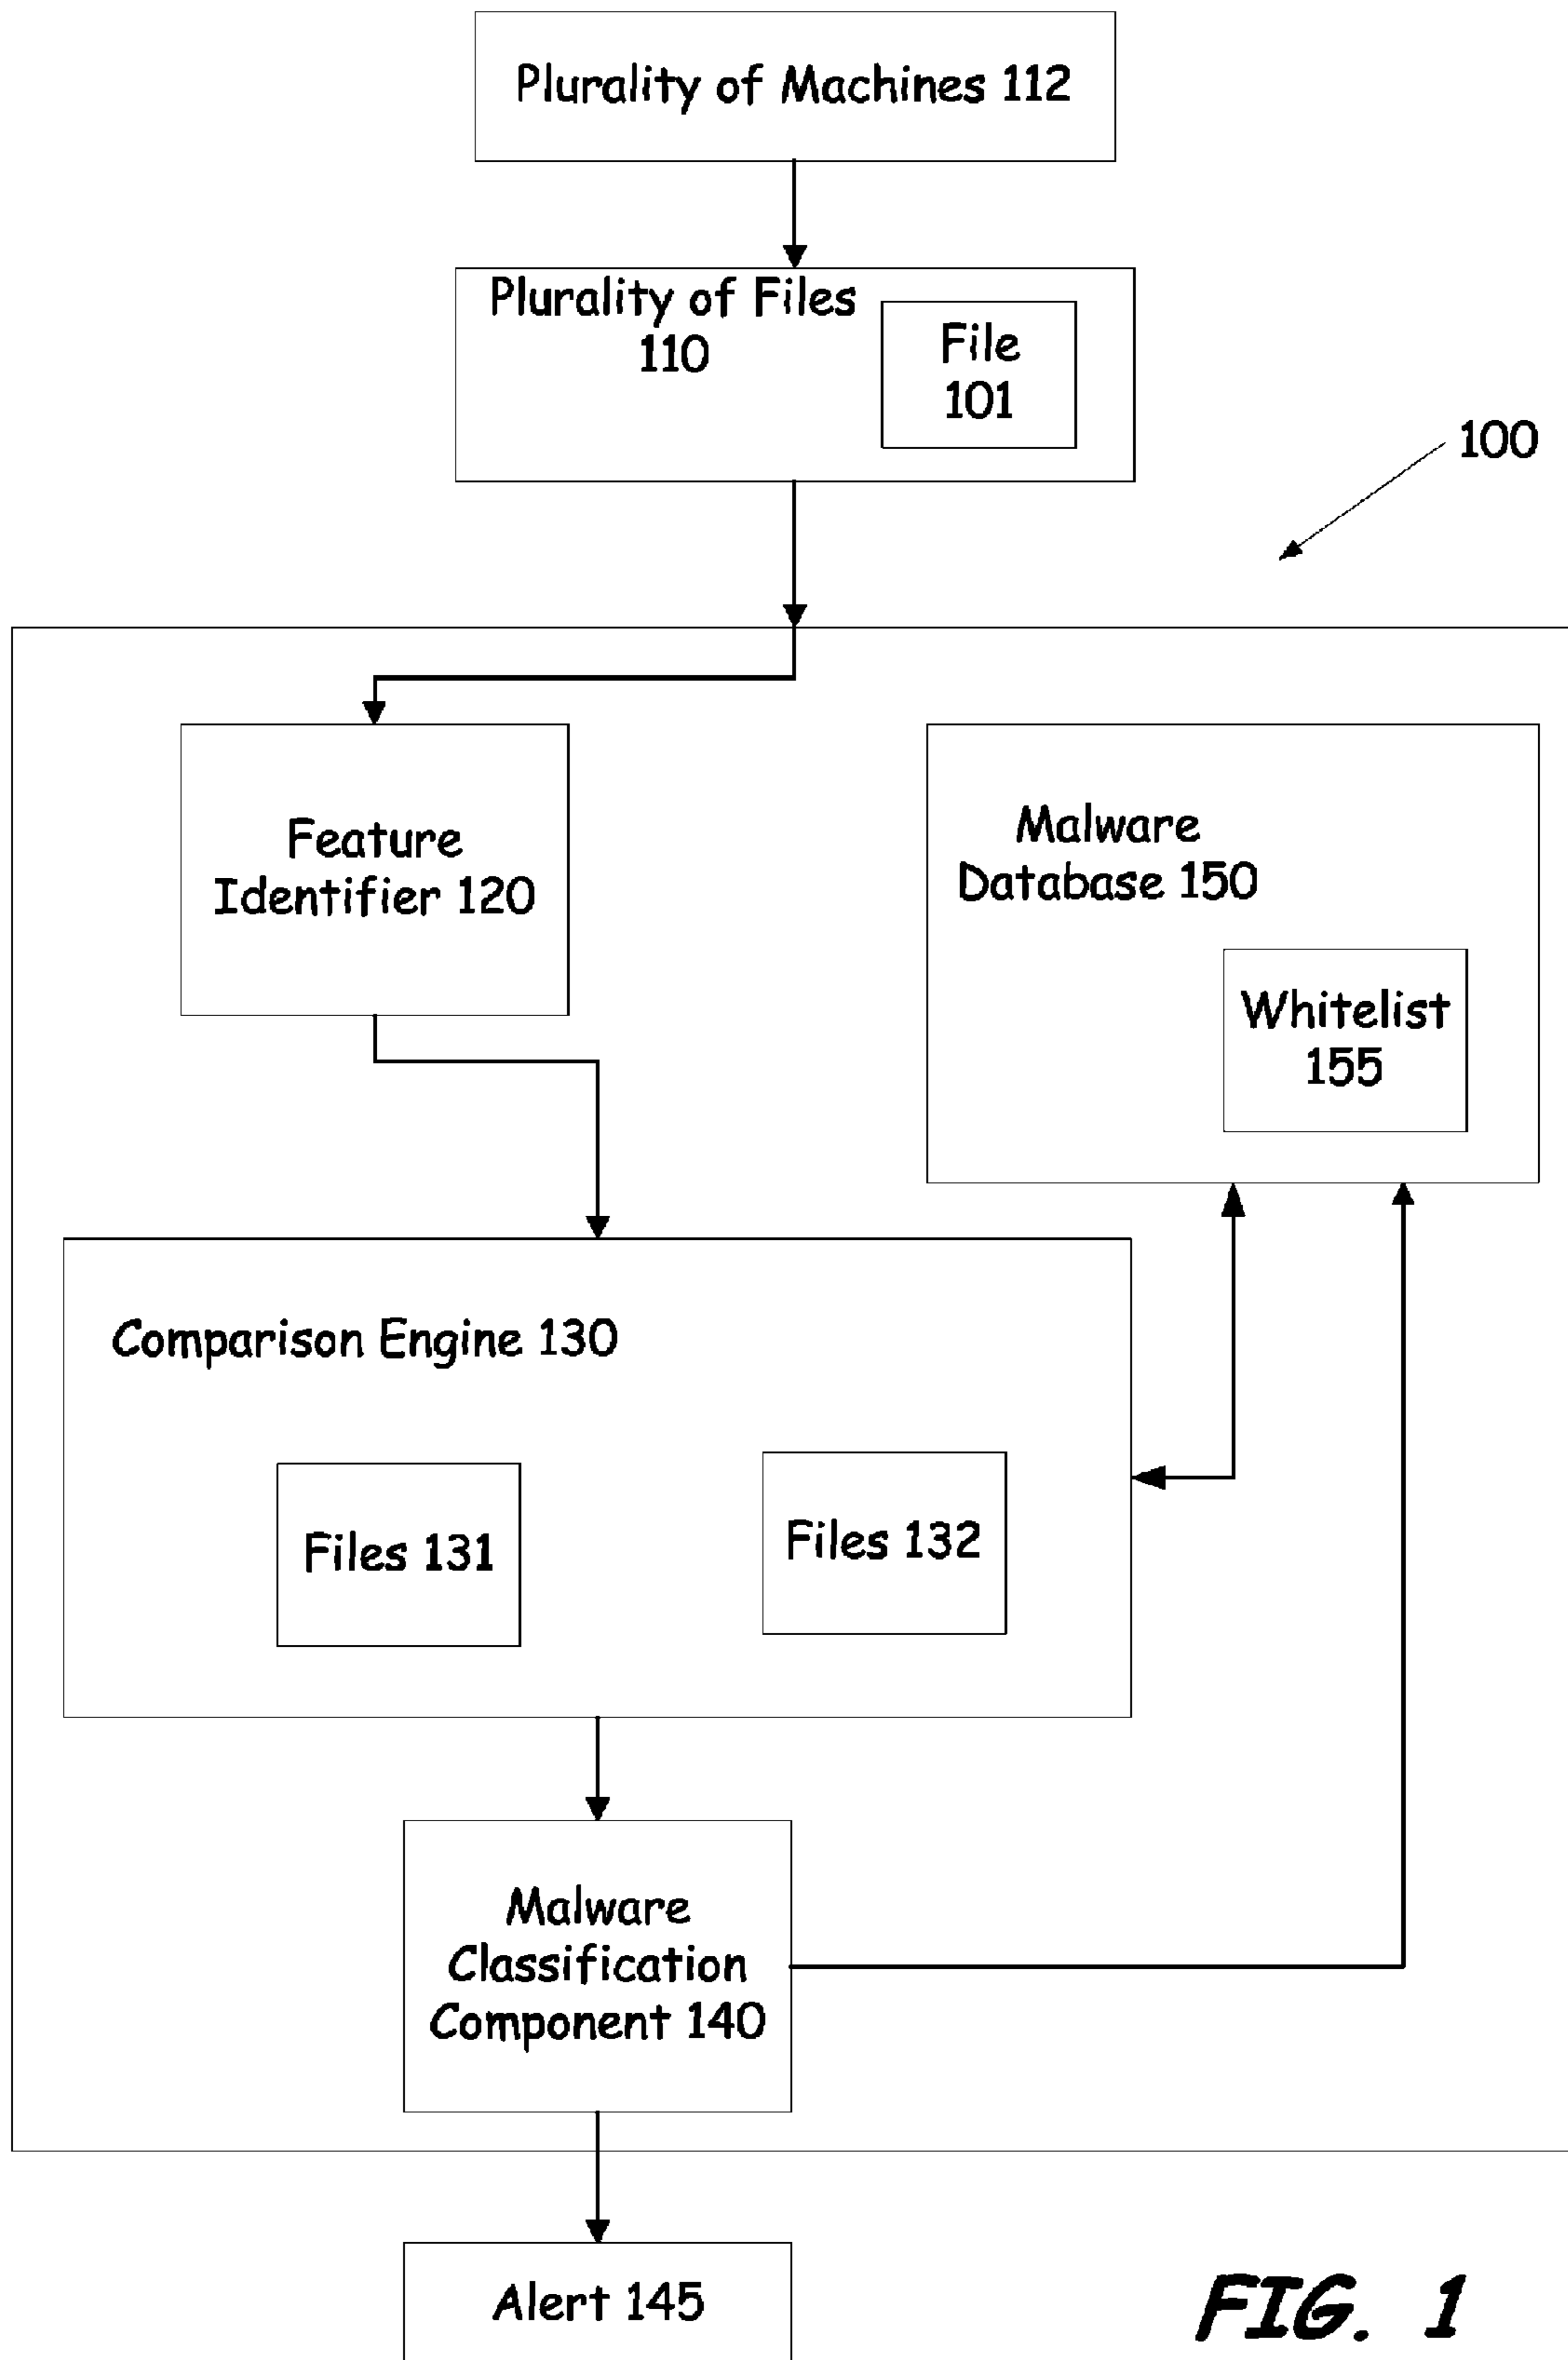 Plurality of Machines 112
Plurality of Files
110
File
101
100
Feature
Identifier 120
Malware
Database 150
Whitelist
155
Comparison Engine 130
Files 131
Files 132
Malware
Classification
Component 140
Alert 145
FIG. 1